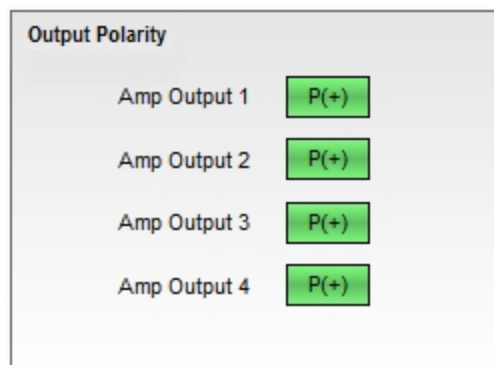 Output Polarity
Amp Output 1 P(+)
Amp Output 2 P(+)
Amp Output 3 P(+)
Amp Output 4 P(+)